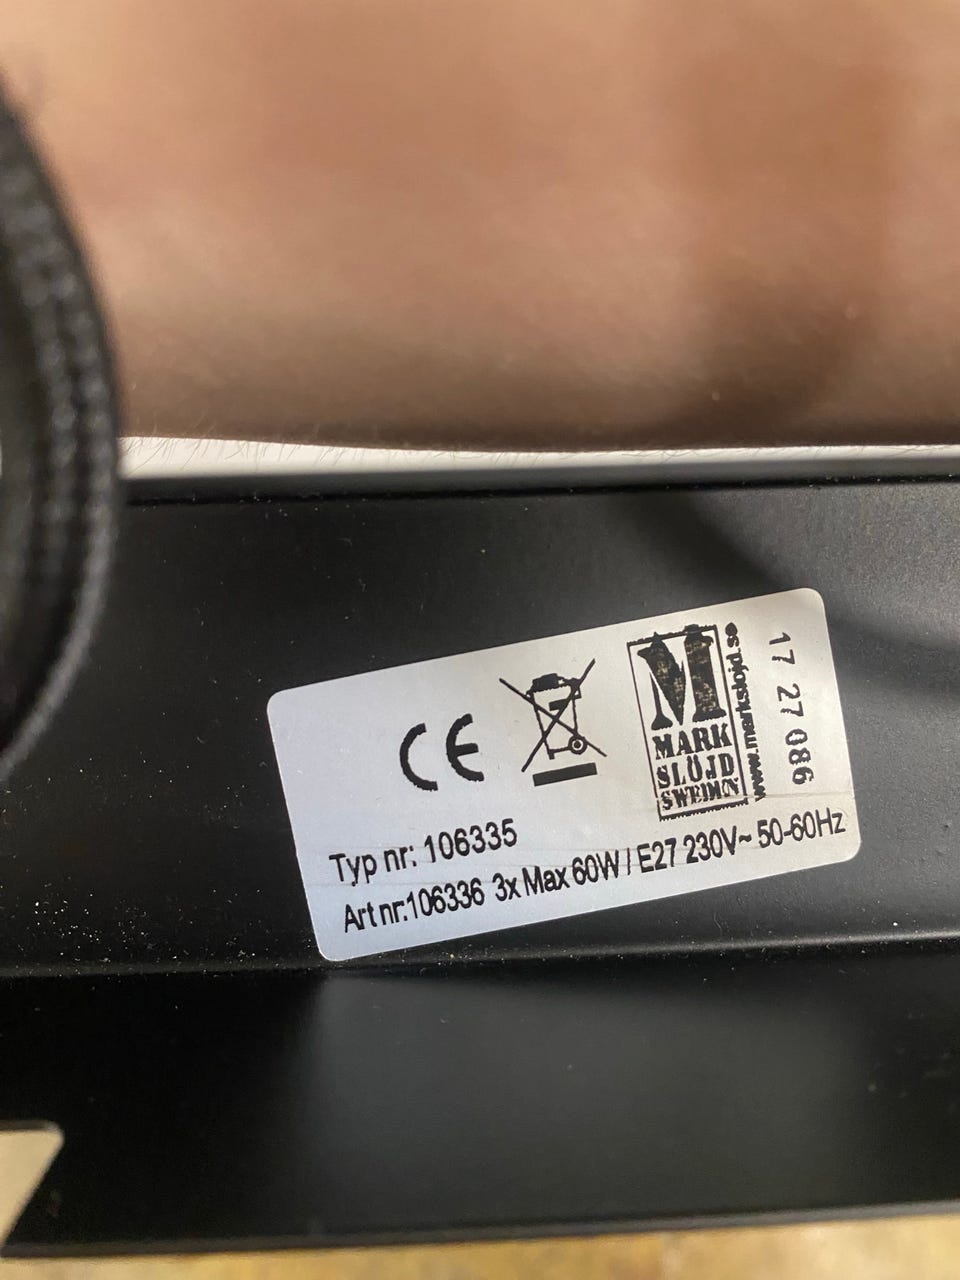 CE
M
MARK
SLÖJD
SWEDEN
www.markslojd.se
17 27 086
Typ nr: 106335
Art nr:106336 3x Max 60W / E27 230V~ 50-60Hz